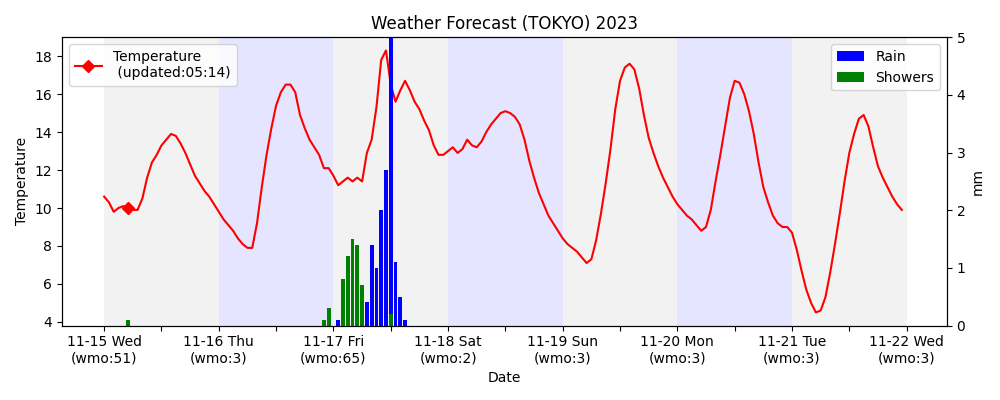 Weather Forecast (TOKYO) 2023
Temperature
(updated:05:14)
Rain
Showers
Temperature
18
16
14
12
10
8
6
4
5
4
3
2
1
0
mm
11-15 Wed
(wmo:51)
11-16 Thu
(wmo:3)
11-17 Fri
(wmo:65)
11-18 Sat
(wmo:2)
11-19 Sun
(wmo:3)
11-20 Mon
(wmo:3)
11-21 Tue
(wmo:3)
11-22 Wed
(wmo:3)
Date